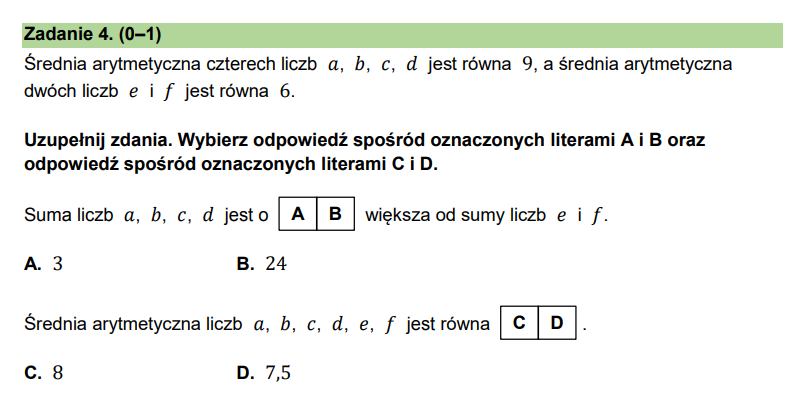 Zadanie 4. (0–1)
Średnia arytmetyczna czterech liczb a, b, c, d jest równa 9, a średnia arytmetyczna
dwóch liczb e i f jest równa 6.
Uzupełnij zdania. Wybierz odpowiedź spośród oznaczonych literami A i B oraz
odpowiedź spośród oznaczonych literami C i D.
Suma liczb a, b, c, d jest o A B większa od sumy liczb e i f.
A. 3 B. 24
Średnia arytmetyczna liczb a, b, c, d, e, f jest równa C D .
C. 8 D. 7,5